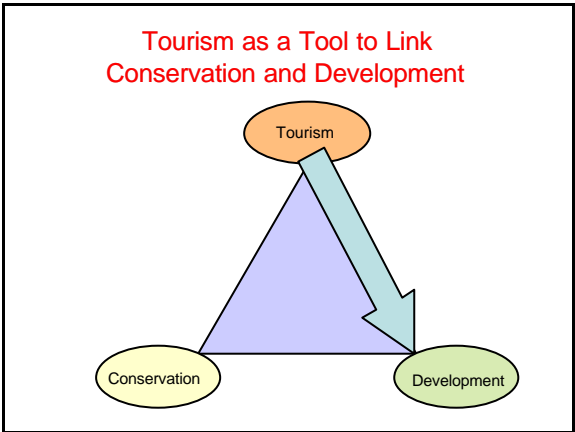 Tourism as a Tool to Link
Conservation and Development
Tourism
Conservation
Development